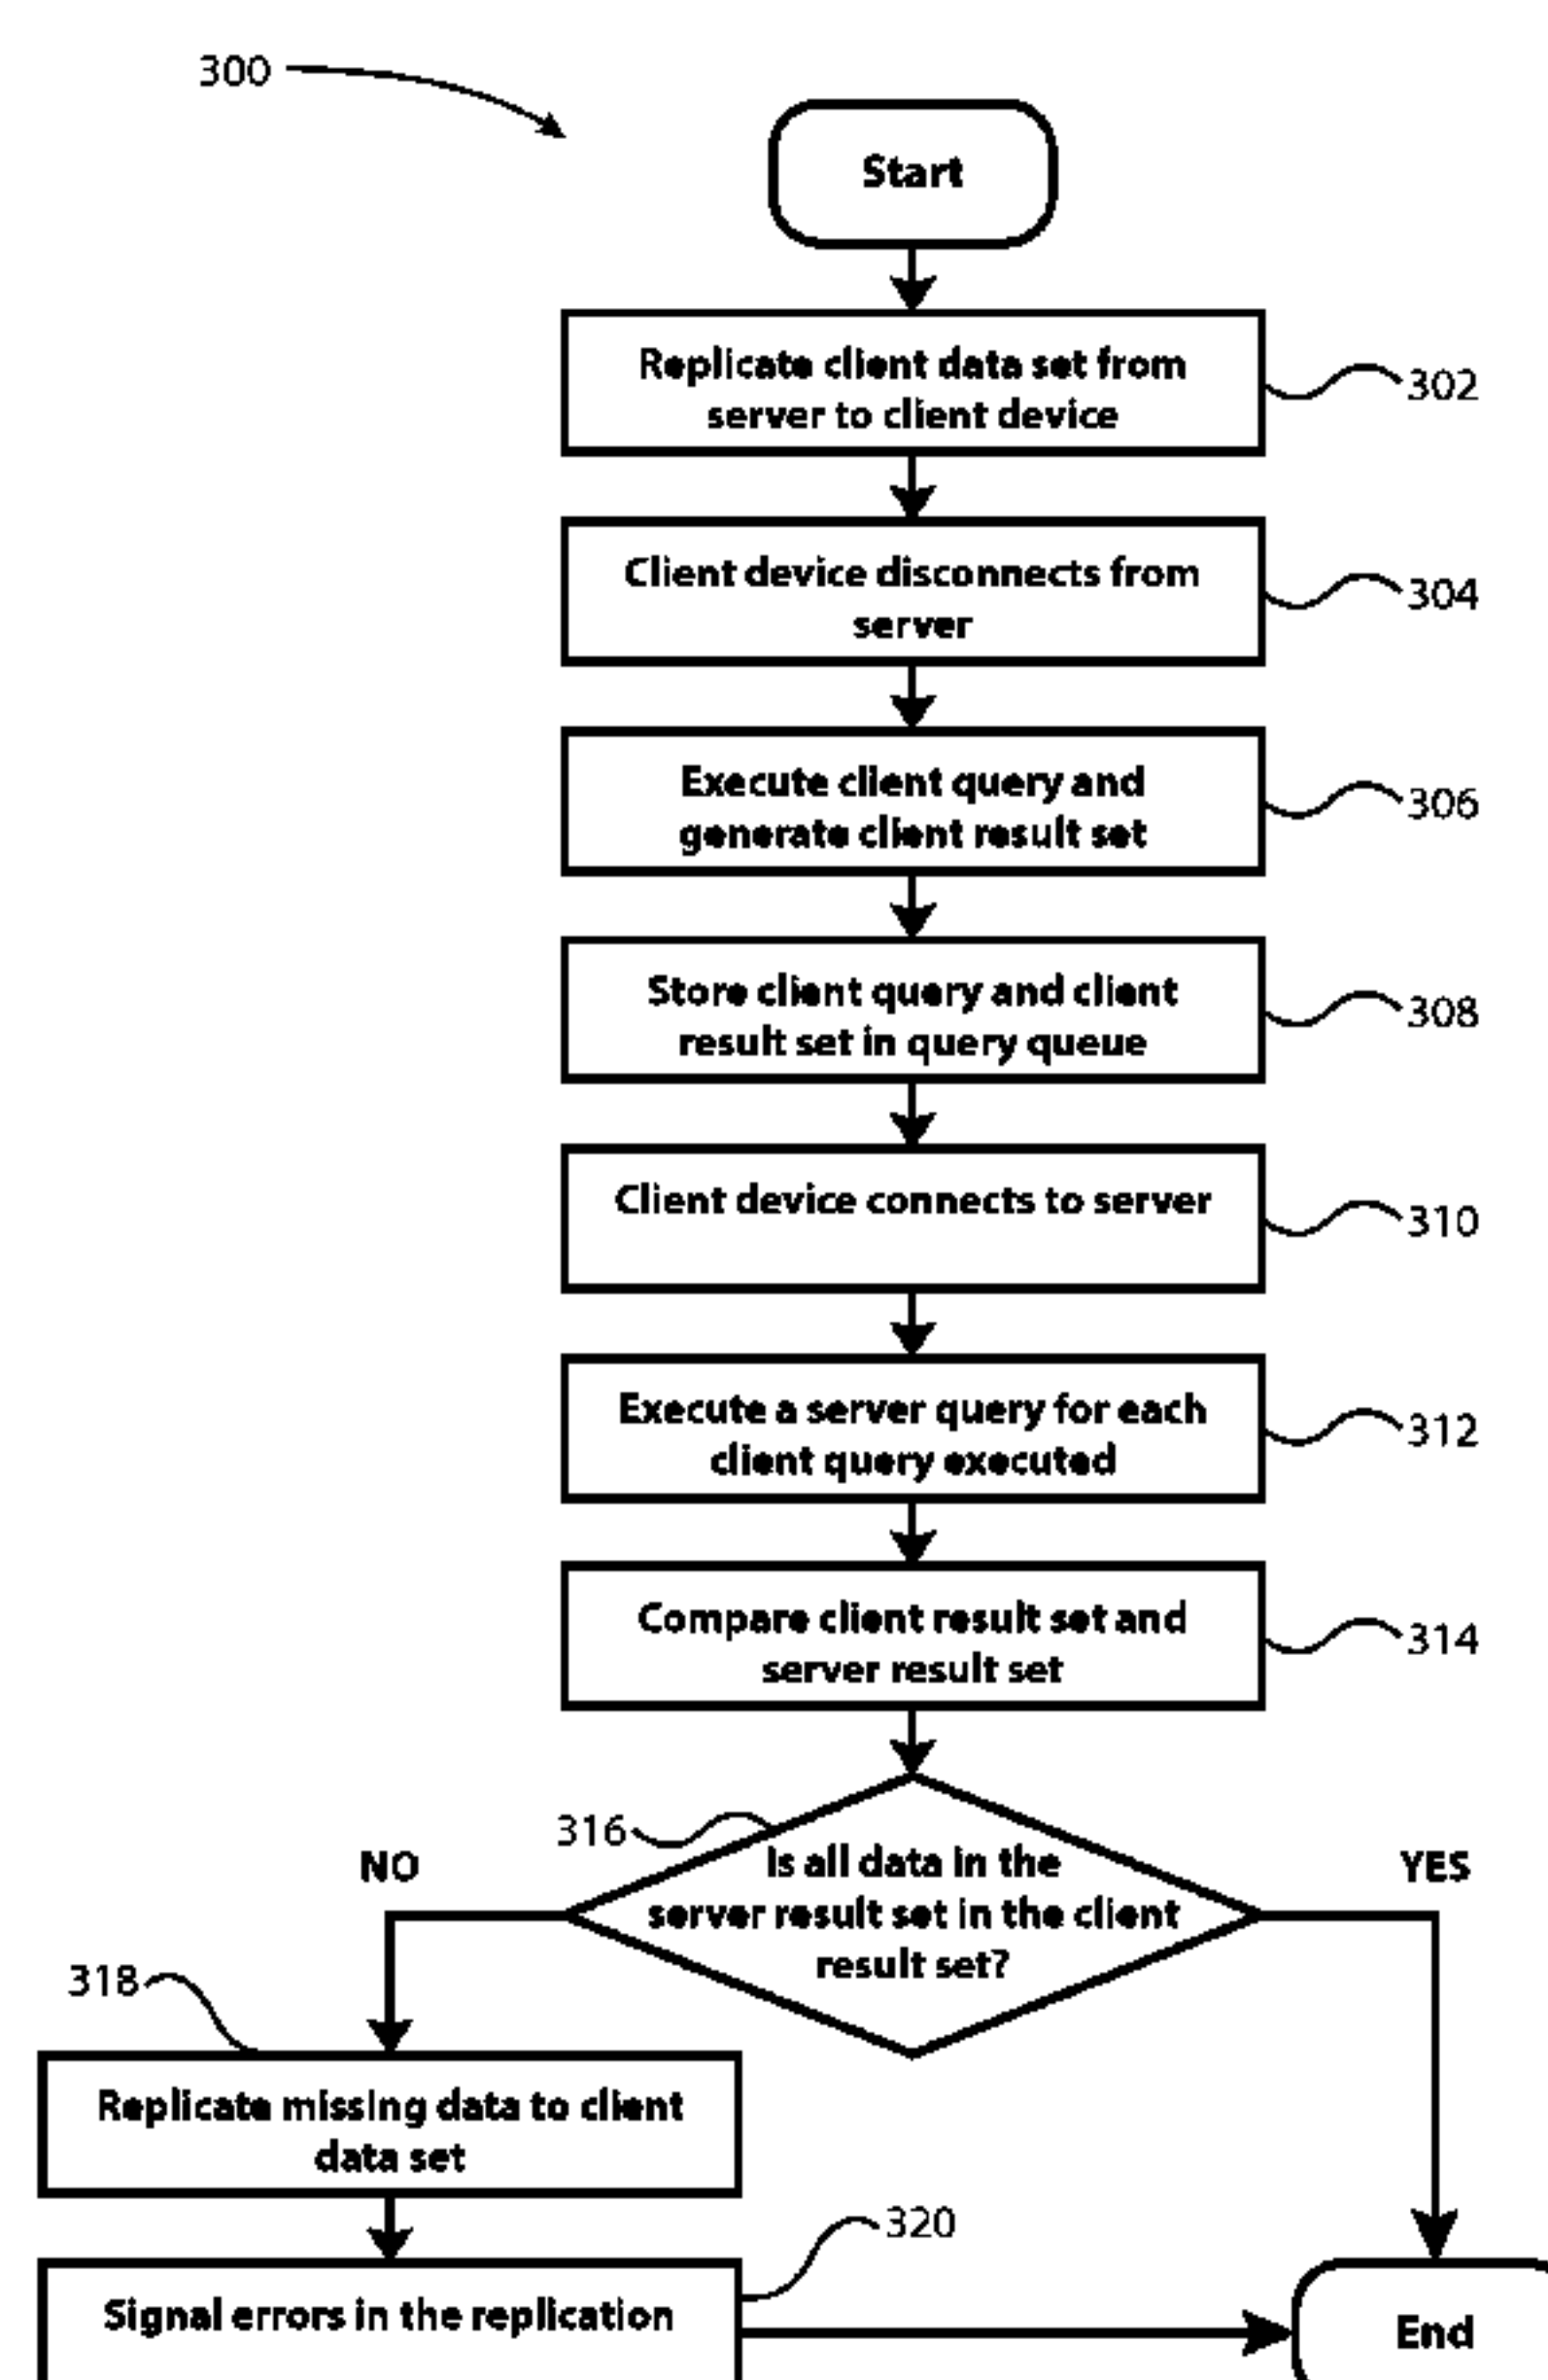 300
Start
Replicate client data set from
server to client device
302
Client device disconnects from
server
304
Execute client query and
generate client result set
306
Store client query and client
result set in query queue
308
Client device connects to server
310
Execute a server query for each
client query executed
312
Compare client result set and
server result set
314
316
Is all data in the
server result set in the client
result set?
NO
YES
318
Replicate missing data to client
data set
320
Signal errors in the replication
End